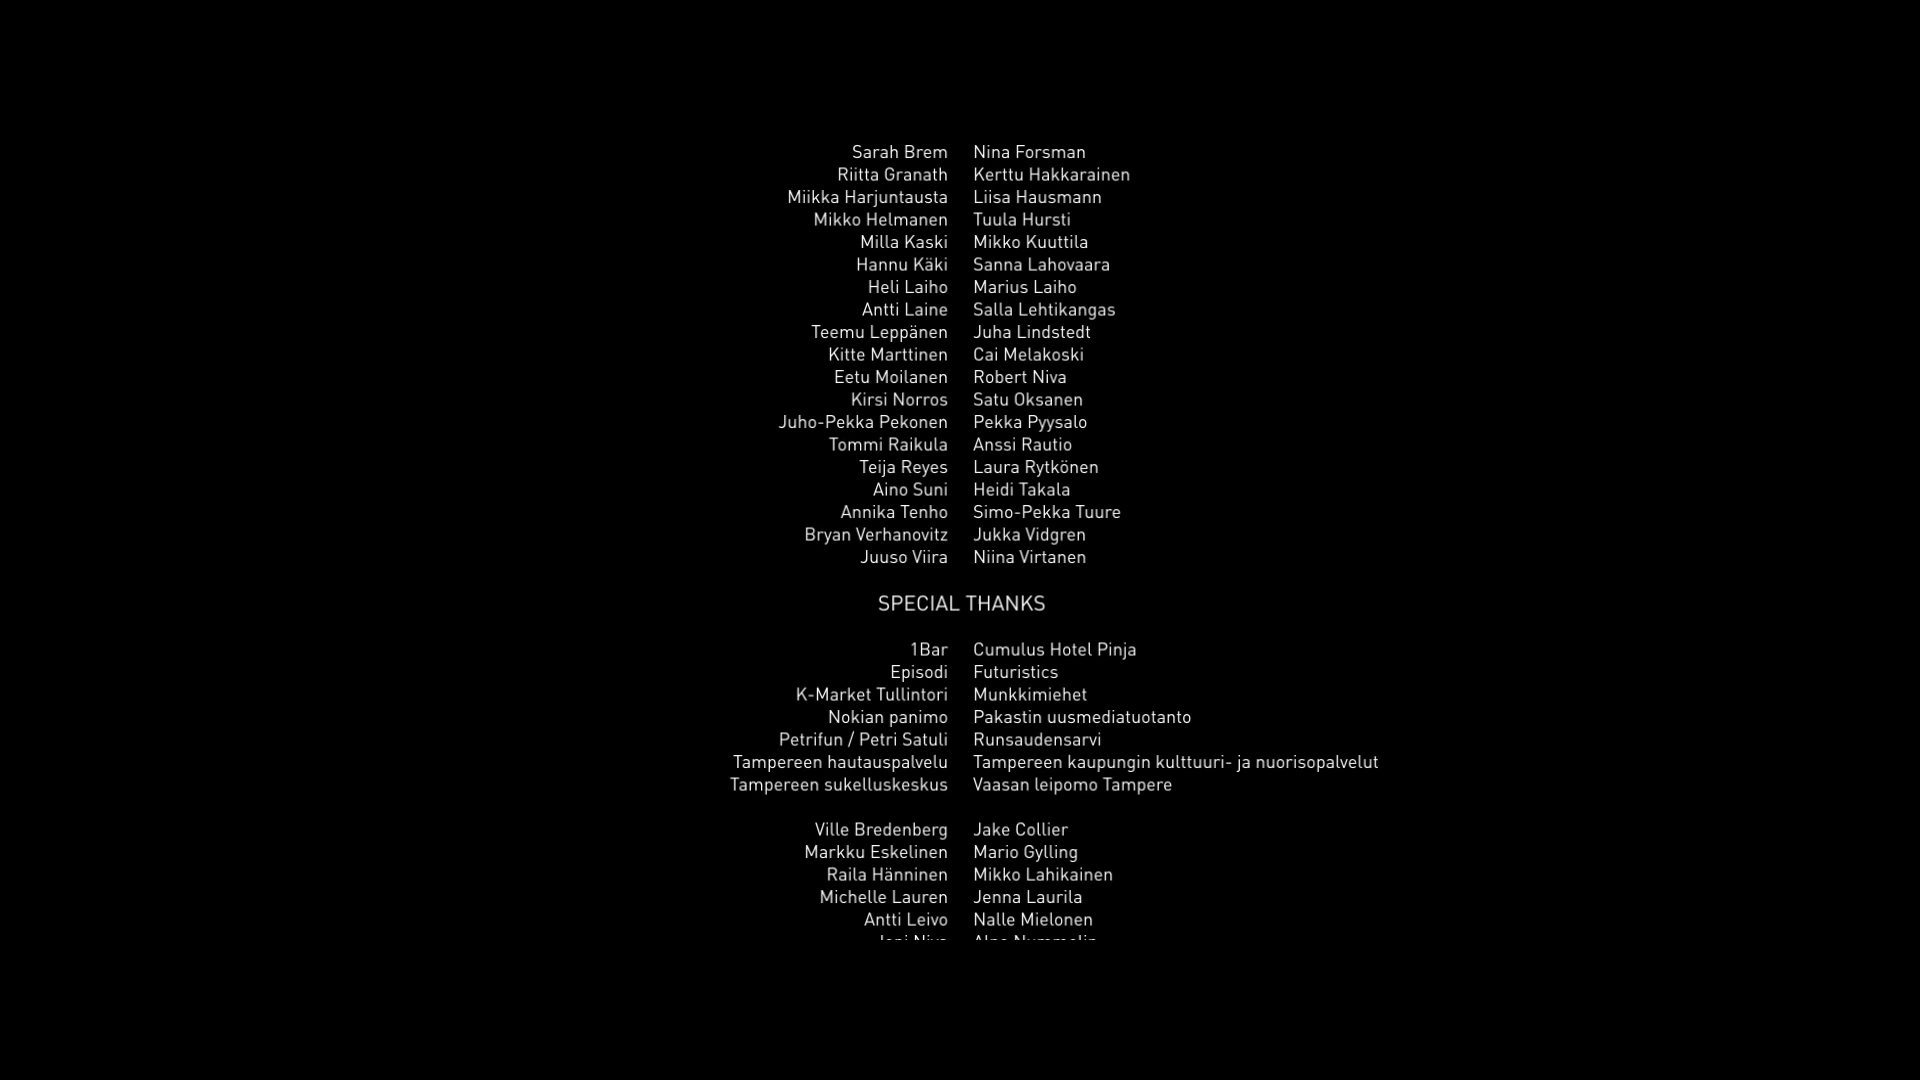 Sarah Brem Nina Forsman
Riitta Granath Kerttu Hakkarainen
Miikka Harjuntausta Liisa Hausmann
Mikko Helmanen Tuula Hursti
Milla Kaski Mikko Kuuttila
Hannu Käki Sanna Lahovaara
Heli Laiho Marius Laiho
Antti Laine Salla Lehtikangas
Teemu Leppänen Juha Lindstedt
Kitte Marttinen Cai Melakoski
Eetu Moilanen Robert Niva
Kirsi Norros Satu Oksanen
Juho-Pekka Pekonen Pekka Pyysalo
Tommi Raikula Anssi Rautio
Teija Reyes Laura Rytkönen
Aino Suni Heidi Takala
Annika Tenho Simo-Pekka Tuure
Bryan Verhanovitz Jukka Vidgren
Juuso Viira Niina Virtanen
SPECIAL THANKS
1Bar Cumulus Hotel Pinja
Episodi Futuristics
K-Market Tullintori Munkkimiehet
Nokian panimo Pakastin uusmediatuotanto
Petrifun / Petri Satuli Runsaudensarvi
Tampereen hautauspalvelu Tampereen kaupungin kulttuuri- ja nuorisopalvelut
Tampereen sukelluskeskus Vaasan leipomo Tampere
Ville Bredenberg Jake Collier
Markku Eskelinen Mario Gylling
Raila Hänninen Mikko Lahikainen
Michelle Lauren Jenna Laurila
Antti Leivo Nalle Mielonen